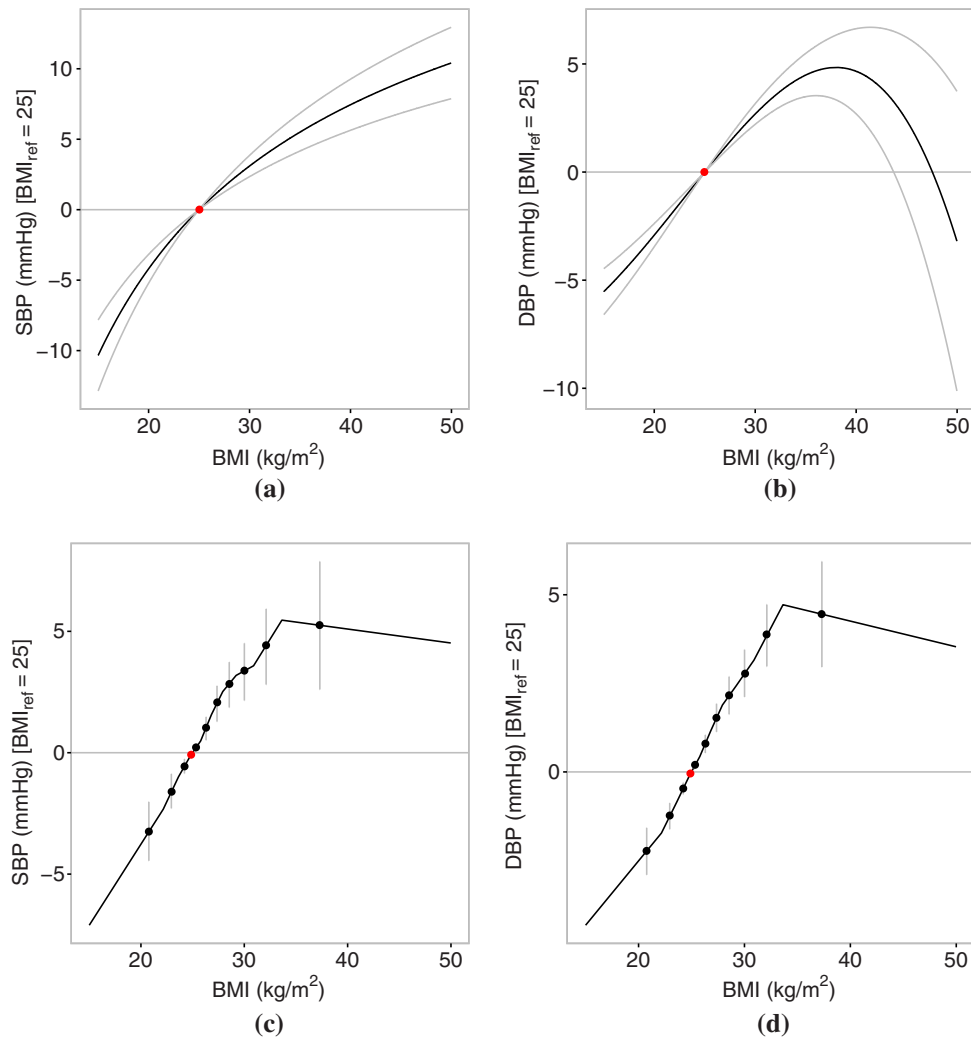 SBP (mmHg) [BMIref = 25]
10
5
0
−5
−10
20 30 40 50
BMI (kg/m²)
(a)
DBP (mmHg) [BMIref = 25]
5
0
−5
−10
20 30 40 50
BMI (kg/m²)
(b)
SBP (mmHg) [BMIref = 25]
5
0
−5
20 30 40 50
BMI (kg/m²)
(c)
DBP (mmHg) [BMIref = 25]
5
0
20 30 40 50
BMI (kg/m²)
(d)